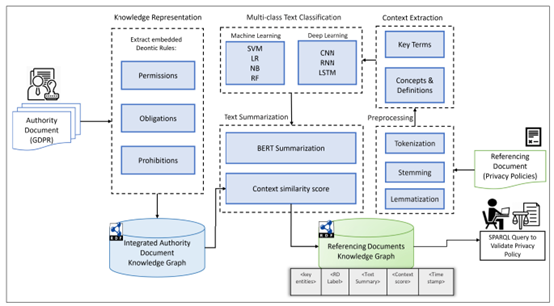 Knowledge Representation
Extract embedded
Deontic Rules:
Permissions
Obligations
Prohibitions
Authority
Document
(GDPR)
Integrated Authority
Document
Knowledge Graph
Multi-class Text Classification
Machine Learning
SVM
LR
NB
RF
Deep Learning
CNN
RNN
LSTM
Text Summarization
BERT Summarization
Context similarity score
Context Extraction
Key Terms
Concepts &
Definitions
Preprocessing
Tokenization
Stemming
Lemmatization
Referencing
Document
(Privacy Policies)
RDF
RDF
Referencing Documents
Knowledge Graph
<key
entities>
<RD
Label>
<Text
Summary>
<Context
score>
<Time
stamp>
SPARQL Query to
Validate Privacy
Policy